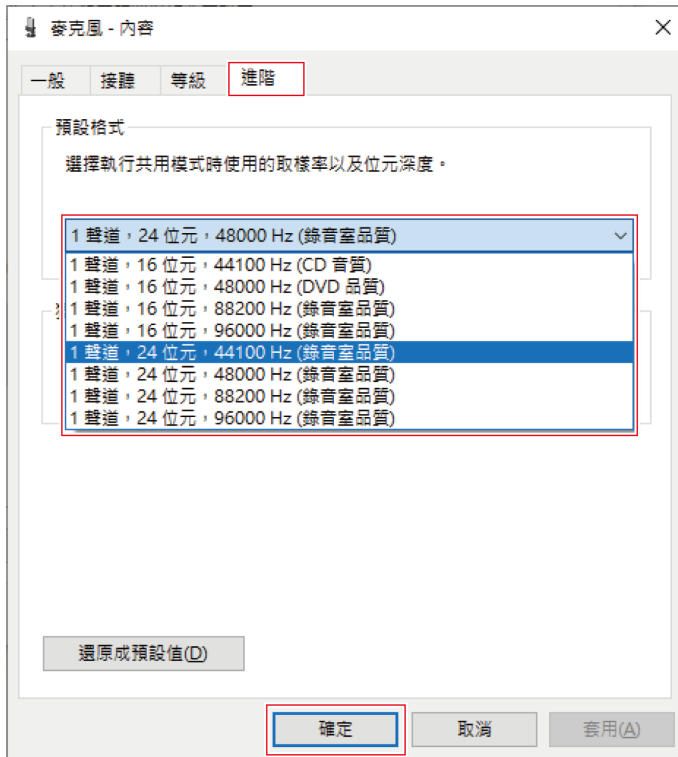 麥克風 - 內容
一般 接聽 等級 進階
預設格式
選擇執行共用模式時使用的取樣率以及位元深度。
1 聲道，24 位元，48000 Hz (錄音室品質)
1 聲道，16 位元，44100 Hz (CD 音質)
1 聲道，16 位元，48000 Hz (DVD 品質)
1 聲道，16 位元，88200 Hz (錄音室品質)
1 聲道，16 位元，96000 Hz (錄音室品質)
1 聲道，24 位元，44100 Hz (錄音室品質)
1 聲道，24 位元，48000 Hz (錄音室品質)
1 聲道，24 位元，88200 Hz (錄音室品質)
1 聲道，24 位元，96000 Hz (錄音室品質)
還原成預設值(D)
確定 取消 套用(A)